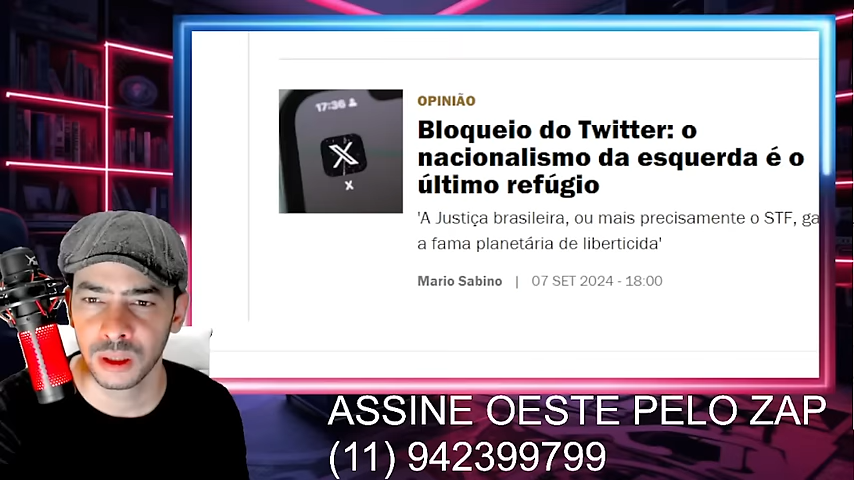 17:36
X
OPINIÃO
Bloqueio do Twitter: o
nacionalismo da esquerda é o
último refúgio
'A Justiça brasileira, ou mais precisamente o STF, ga
a fama planetária de liberticida'
Mario Sabino | 07 SET 2024 - 18:00
ASSINE OESTE PELO ZAP
(11) 942399799